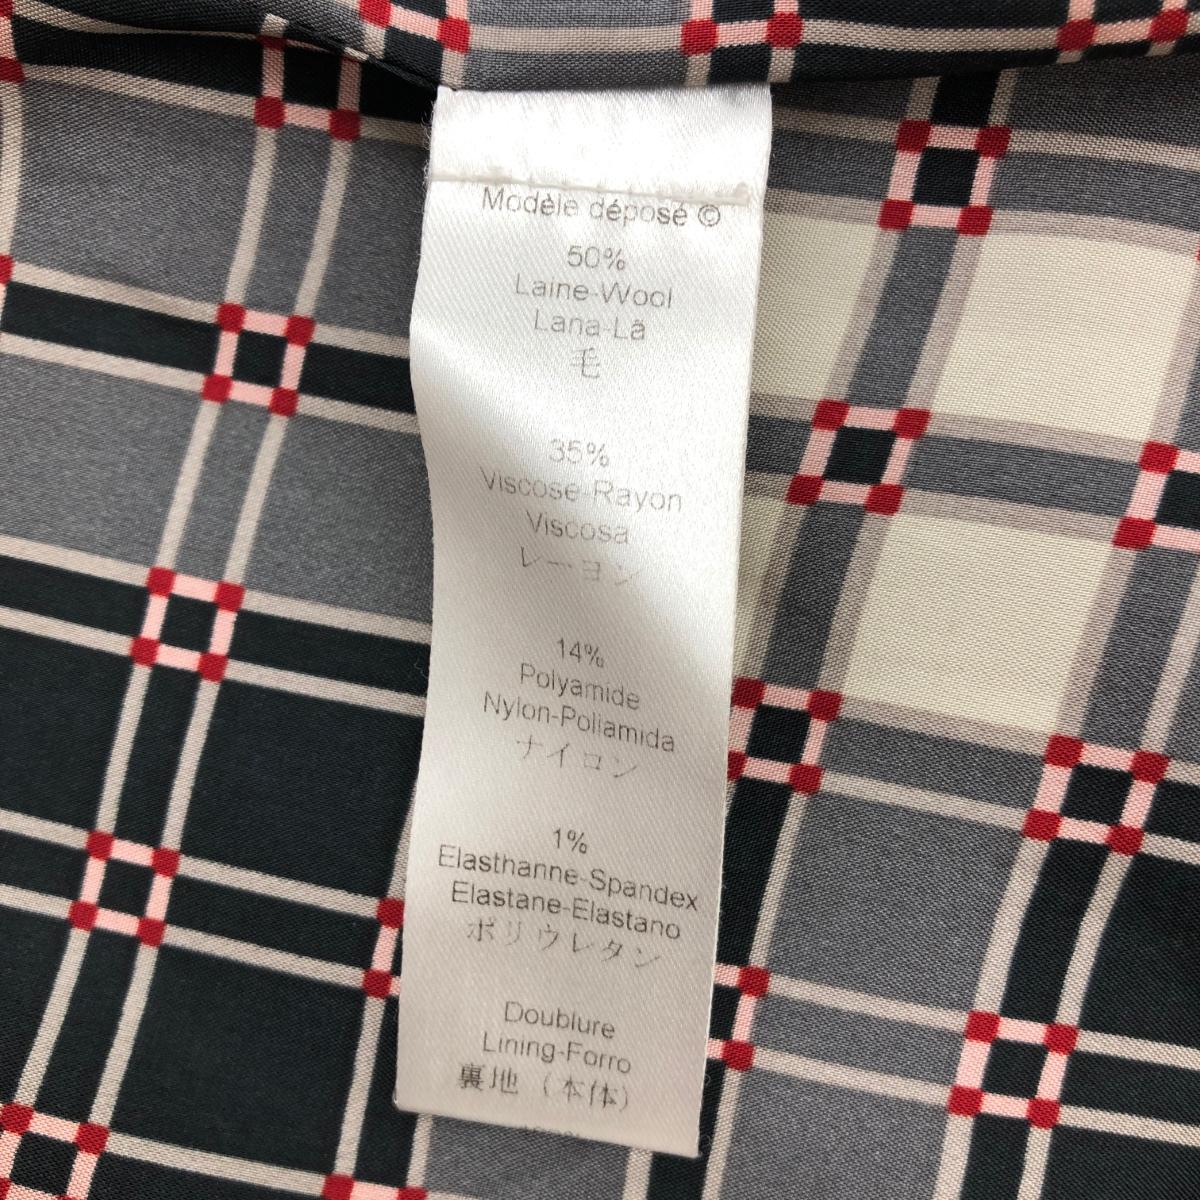 Modèle déposé ©
50%
Laine-Wool
Lana-Lã
毛
35%
Viscose-Rayon
Viscosa
レーヨン
14%
Polyamide
Nylon-Poliamida
ナイロン
1%
Elasthanne-Spandex
Elastane-Elastano
ポリウレタン
Doublure
Lining-Forro
裏地（本体）